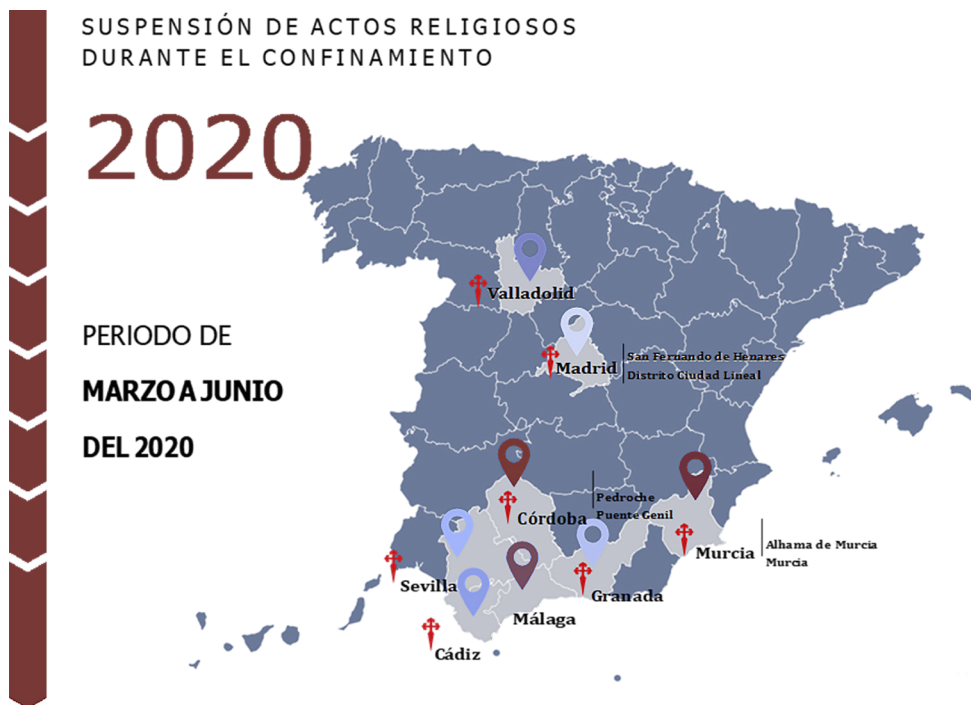 SUSPENSIÓN DE ACTOS RELIGIOSOS
DURANTE EL CONFINAMIENTO
2020
PERIODO DE
MARZO A JUNIO
DEL 2020
Valladolid
Madrid
San Fernando de Henares
Distrito Ciudad Lineal
Córdoba
Pedroche
Puente Genil
Murcia
Alhama de Murcia
Murcia
Sevilla
Granada
Málaga
Cádiz